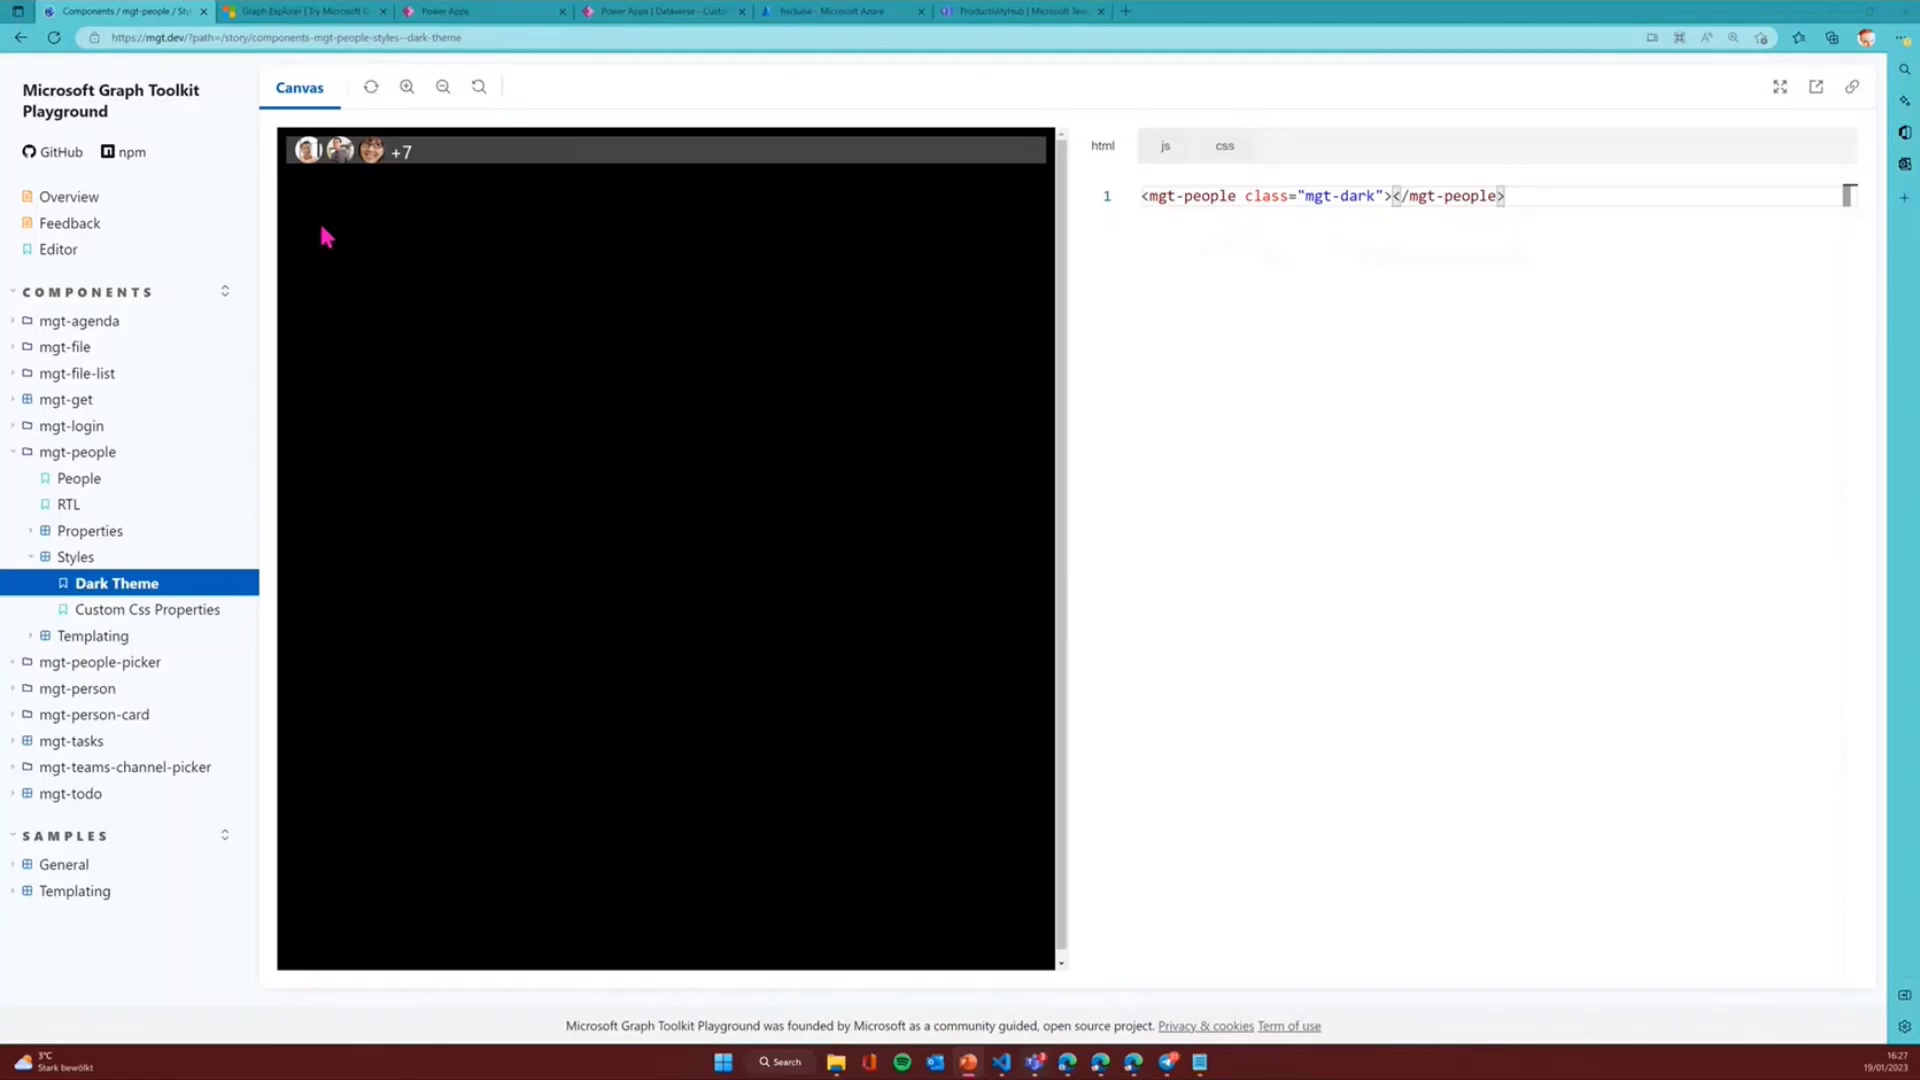 Components / mgt-people / Styl
Graph Explorer | Try Microsoft G
Power Apps
Power Apps | Dataverse - Custo
Microsoft Azure
ProductivityHub | Microsoft Tea
https://mgt.dev/?path=/story/components-mgt-people-styles--dark-theme
Microsoft Graph Toolkit
Playground
GitHub
npm
Overview
Feedback
Editor
COMPONENTS
mgt-agenda
mgt-file
mgt-file-list
mgt-get
mgt-login
mgt-people
People
RTL
Properties
Styles
Dark Theme
Custom Css Properties
Templating
mgt-people-picker
mgt-person
mgt-person-card
mgt-tasks
mgt-teams-channel-picker
mgt-todo
SAMPLES
General
Templating
Canvas
+7
html
js
css
1
<mgt-people class="mgt-dark"></mgt-people>
Microsoft Graph Toolkit Playground was founded by Microsoft as a community guided, open source project. Privacy & cookies Term of use
3°C
Stark bewölkt
Search
16:27
19/01/2023